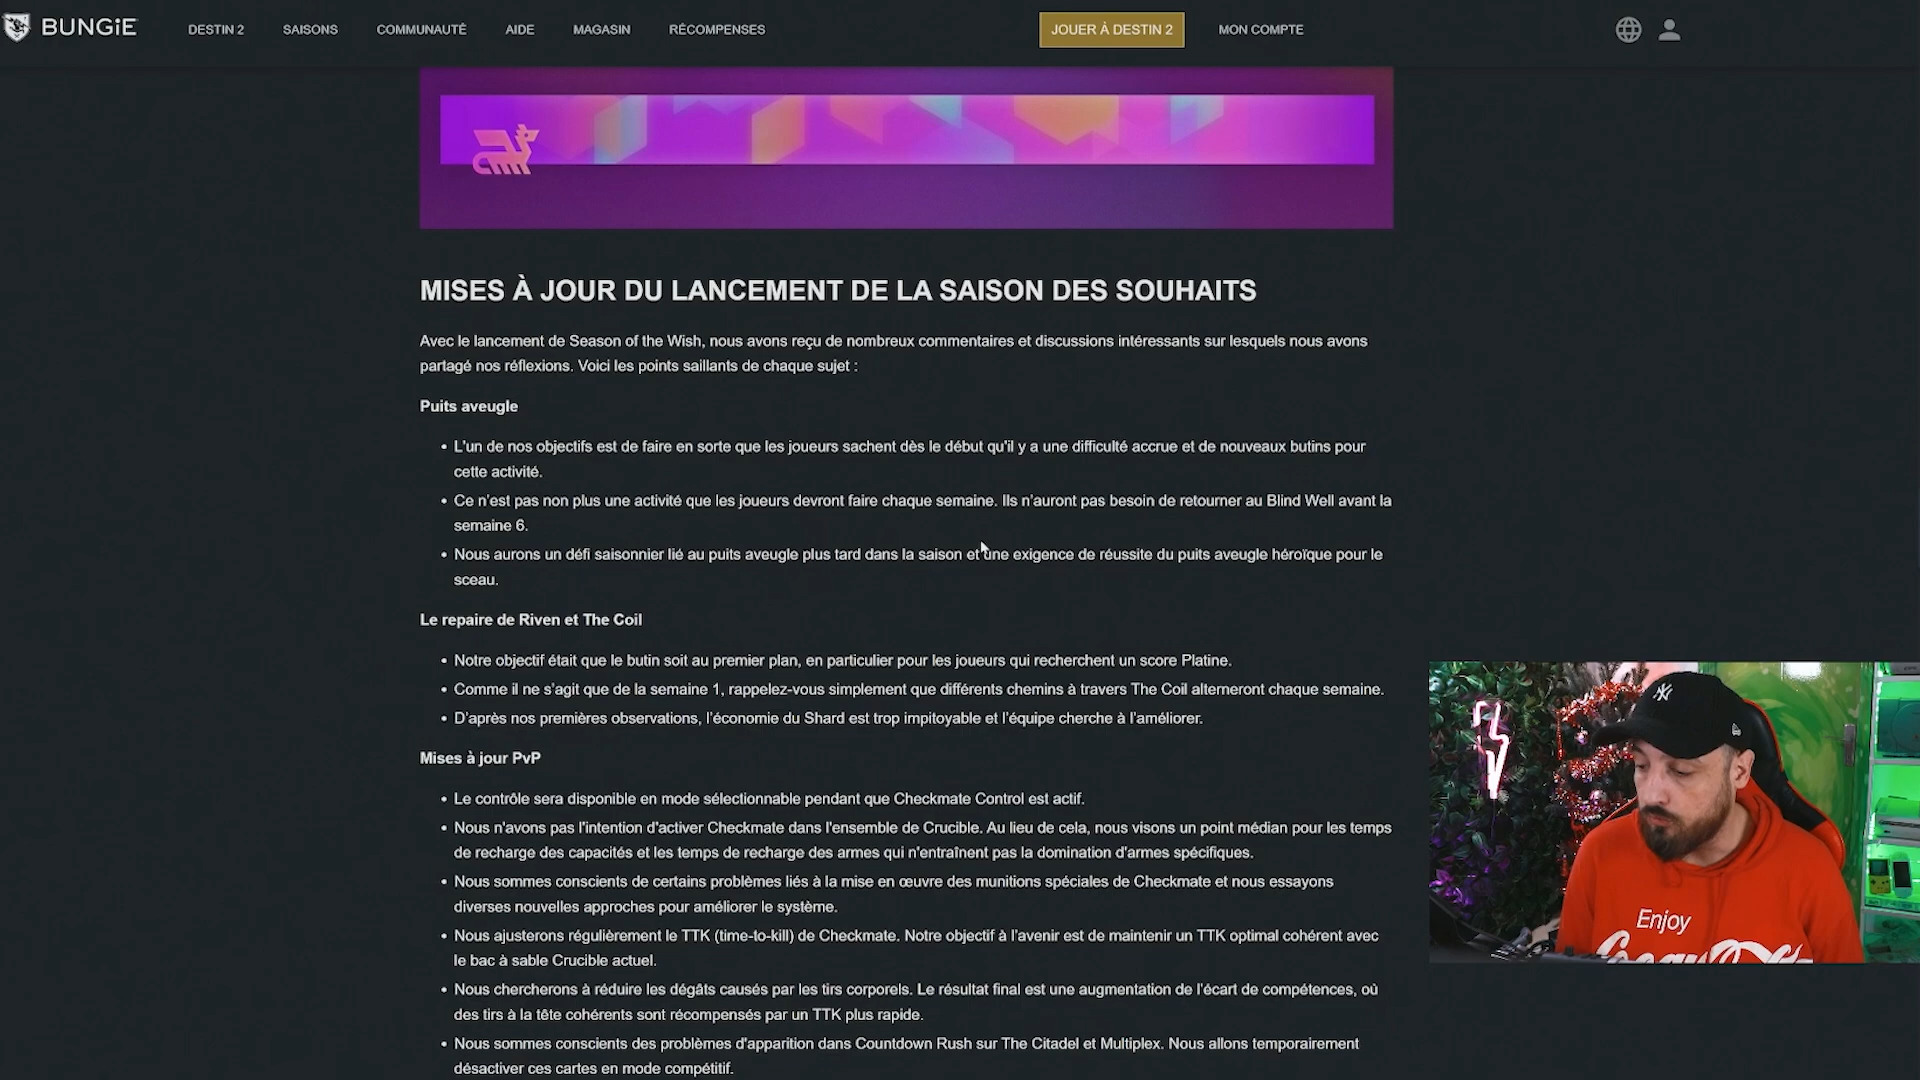 BUNGiE
DESTIN 2
SAISONS
COMMUNAUTÉ
AIDE
MAGASIN
RÉCOMPENSES
JOUER À DESTIN 2
MON COMPTE
MISES À JOUR DU LANCEMENT DE LA SAISON DES SOUHAITS
Avec le lancement de Season of the Wish, nous avons reçu de nombreux commentaires et discussions intéressants sur lesquels nous avons
partagé nos réflexions. Voici les points saillants de chaque sujet :
Puits aveugle
• L'un de nos objectifs est de faire en sorte que les joueurs sachent dès le début qu'il y a une difficulté accrue et de nouveaux butins pour
cette activité.
• Ce n'est pas non plus une activité que les joueurs devront faire chaque semaine. Ils n'auront pas besoin de retourner au Blind Well avant la
semaine 6.
• Nous aurons un défi saisonnier lié au puits aveugle plus tard dans la saison et une exigence de réussite du puits aveugle héroïque pour le
sceau.
Le repaire de Riven et The Coil
• Notre objectif était que le butin soit au premier plan, en particulier pour les joueurs qui recherchent un score Platine.
• Comme il ne s'agit que de la semaine 1, rappelez-vous simplement que différents chemins à travers The Coil alterneront chaque semaine.
• D'après nos premières observations, l'économie du Shard est trop impitoyable et l'équipe cherche à l'améliorer.
Mises à jour PvP
• Le contrôle sera disponible en mode sélectionnable pendant que Checkmate Control est actif.
• Nous n'avons pas l'intention d'activer Checkmate dans l'ensemble de Crucible. Au lieu de cela, nous visons un point médian pour les temps
de recharge des capacités et les temps de recharge des armes qui n'entraînent pas la domination d'armes spécifiques.
• Nous sommes conscients de certains problèmes liés à la mise en œuvre des munitions spéciales de Checkmate et nous essayons
diverses nouvelles approches pour améliorer le système.
• Nous ajusterons régulièrement le TTK (time-to-kill) de Checkmate. Notre objectif à l'avenir est de maintenir un TTK optimal cohérent avec
le bac à sable Crucible actuel.
• Nous chercherons à réduire les dégâts causés par les tirs corporels. Le résultat final est une augmentation de l'écart de compétences, où
des tirs à la tête cohérents sont récompensés par un TTK plus rapide.
• Nous sommes conscients des problèmes d'apparition dans Countdown Rush sur The Citadel et Multiplex. Nous allons temporairement
désactiver ces cartes en mode compétitif.
NY
Enjoy